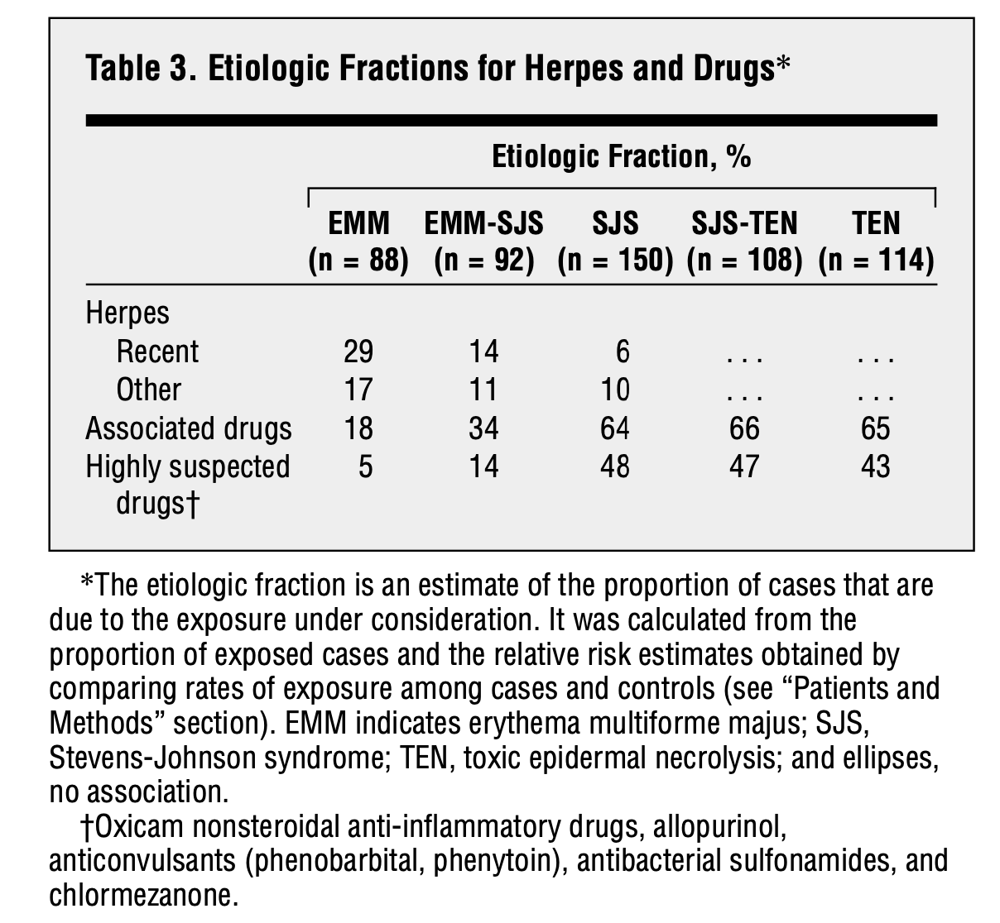 Table 3. Etiologic Fractions for Herpes and Drugs*
Etiologic Fraction, %
EMM EMM-SJS SJS SJS-TEN TEN
(n = 88) (n = 92) (n = 150) (n = 108) (n = 114)
Herpes
Recent 29 14 6 . . . . . .
Other 17 11 10 . . . . . .
Associated drugs 18 34 64 66 65
Highly suspected 5 14 48 47 43
drugs†
*The etiologic fraction is an estimate of the proportion of cases that are
due to the exposure under consideration. It was calculated from the
proportion of exposed cases and the relative risk estimates obtained by
comparing rates of exposure among cases and controls (see “Patients and
Methods” section). EMM indicates erythema multiforme majus; SJS,
Stevens-Johnson syndrome; TEN, toxic epidermal necrolysis; and ellipses,
no association.
†Oxicam nonsteroidal anti-inflammatory drugs, allopurinol,
anticonvulsants (phenobarbital, phenytoin), antibacterial sulfonamides, and
chlormezanone.